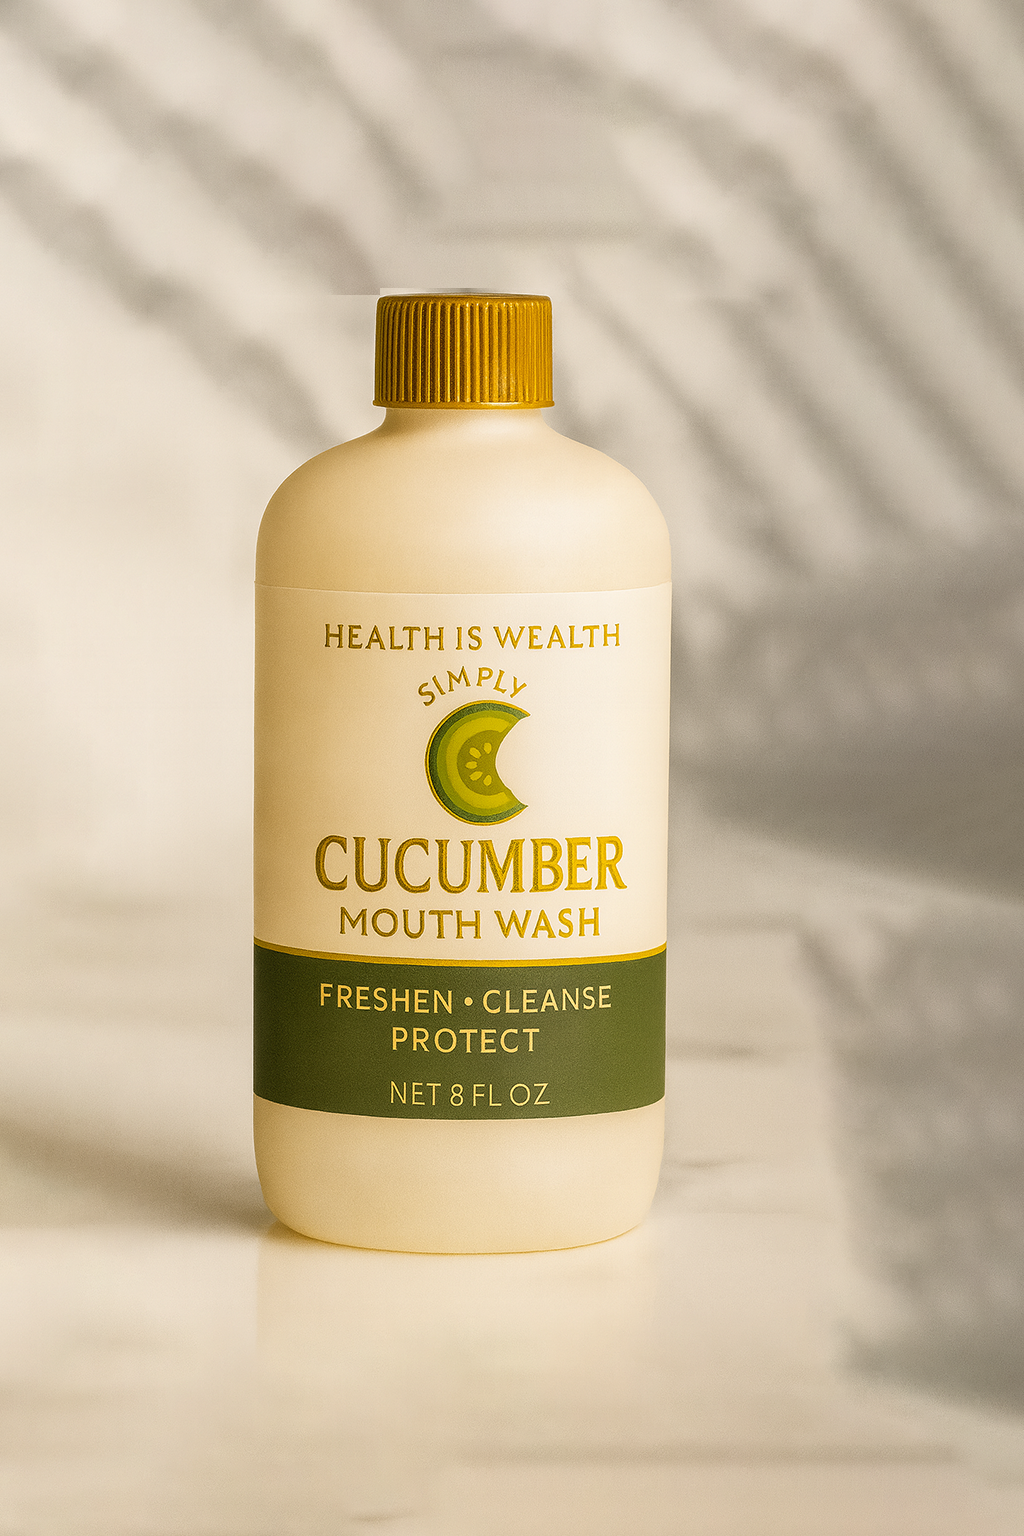 HEALTH IS WEALTH
SIMPLY
CUCUMBER
MOUTH WASH
FRESHEN • CLEANSE
PROTECT
NET 8 FL OZ